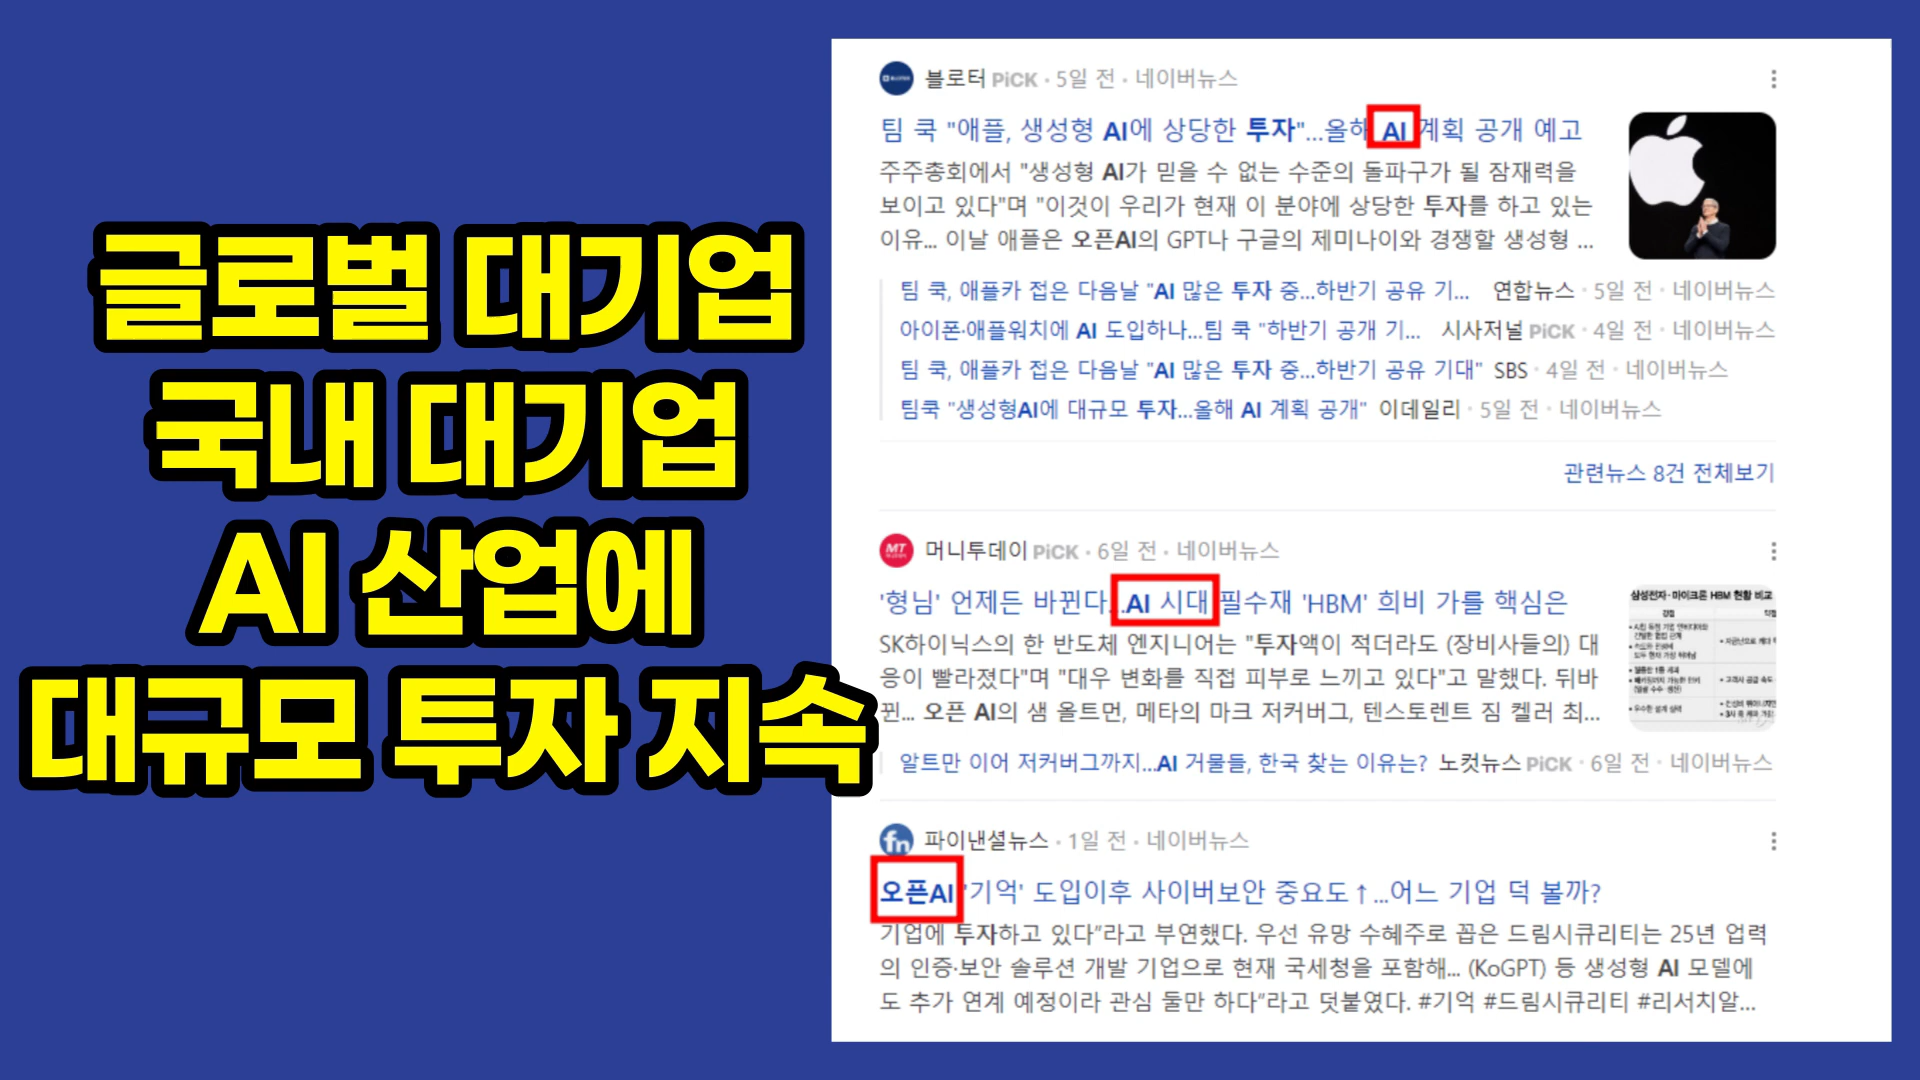 글로벌 대기업
국내 대기업
AI 산업에
대규모 투자 지속
블로터 PiCK · 5일 전 · 네이버뉴스
팀 쿡 "애플, 생성형 AI에 상당한 투자"...올해 AI 계획 공개 예고
주주총회에서 "생성형 AI가 믿을 수 없는 수준의 돌파구가 될 잠재력을
보이고 있다"며 "이것이 우리가 현재 이 분야에 상당한 투자를 하고 있는
이유... 이날 애플은 오픈AI의 GPT나 구글의 제미나이와 경쟁할 생성형 ...
팀 쿡, 애플카 접은 다음날 "AI 많은 투자 중...하반기 공유 기... 연합뉴스 · 5일 전 · 네이버뉴스
아이폰·애플워치에 AI 도입하나...팀 쿡 "하반기 공개 기... 시사저널 PiCK · 4일 전 · 네이버뉴스
팀 쿡, 애플카 접은 다음날 "AI 많은 투자 중...하반기 공유 기대" SBS · 4일 전 · 네이버뉴스
팀쿡 "생성형AI에 대규모 투자...올해 AI 계획 공개" 이데일리 · 5일 전 · 네이버뉴스
관련뉴스 8건 전체보기
MT
머니투데이 PiCK · 6일 전 · 네이버뉴스
'형님' 언제든 바뀐다...AI 시대 필수재 'HBM' 희비 가를 핵심은
SK하이닉스의 한 반도체 엔지니어는 "투자액이 적더라도 (장비사들의) 대
응이 빨라졌다"며 "대우 변화를 직접 피부로 느끼고 있다"고 말했다. 뒤바
뀐... 오픈 AI의 샘 올트먼, 메타의 마크 저커버그, 텐스토렌트 짐 켈러 최...
삼성전자·마이크론 HBM 현황 비교
알트만 이어 저커버그까지...AI 거물들, 한국 찾는 이유는? 노컷뉴스 PiCK · 6일 전 · 네이버뉴스
fn
파이낸셜뉴스 · 1일 전 · 네이버뉴스
오픈AI '기억' 도입이후 사이버보안 중요도↑...어느 기업 덕 볼까?
기업에 투자하고 있다"라고 부연했다. 우선 유망 수혜주로 꼽은 드림시큐리티는 25년 업력
의 인증·보안 솔루션 개발 기업으로 현재 국세청을 포함해... (KoGPT) 등 생성형 AI 모델에
도 추가 연계 예정이라 관심 둘만 하다"라고 덧붙였다. #기억 #드림시큐리티 #리서치알...